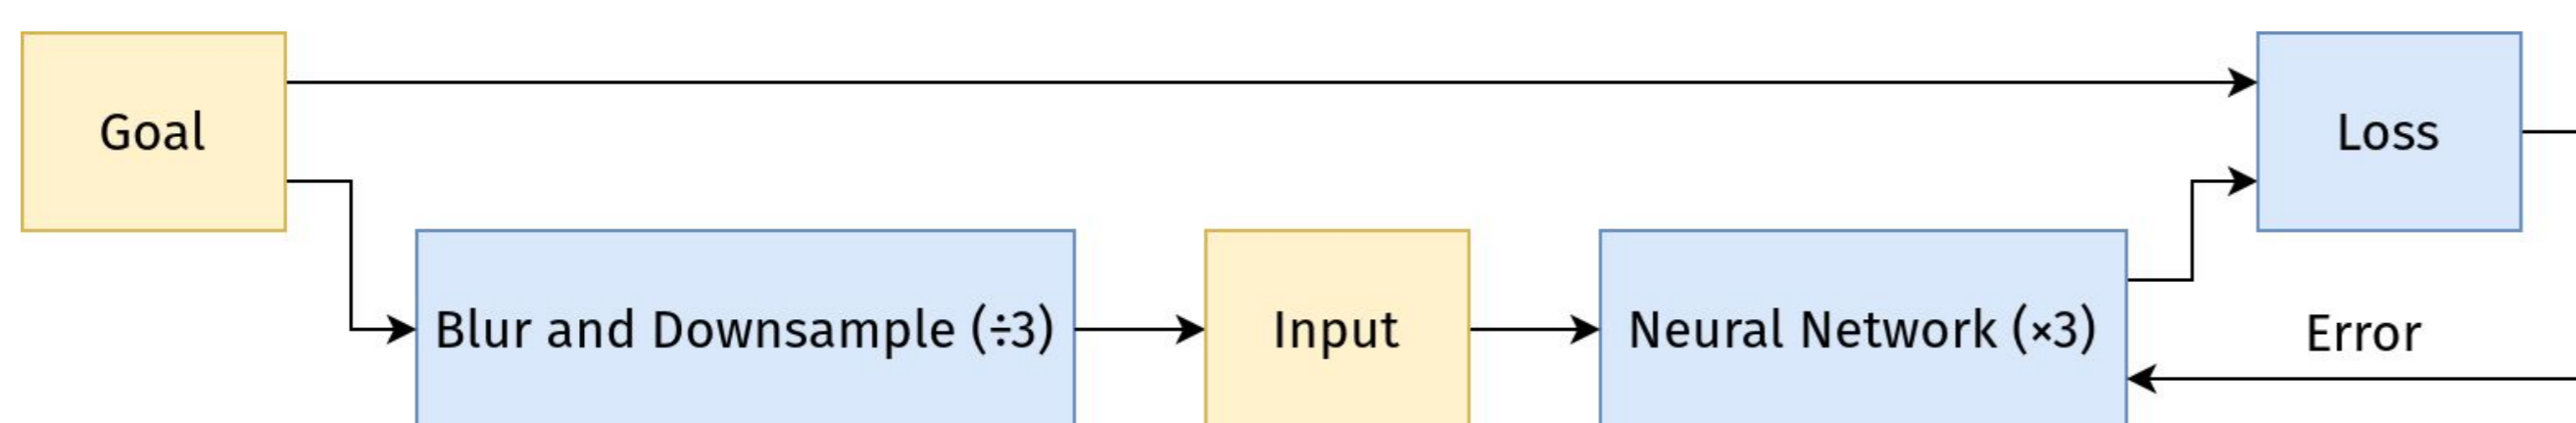 Goal
Loss
Blur and Downsample (÷3)
Input
Neural Network (×3)
Error